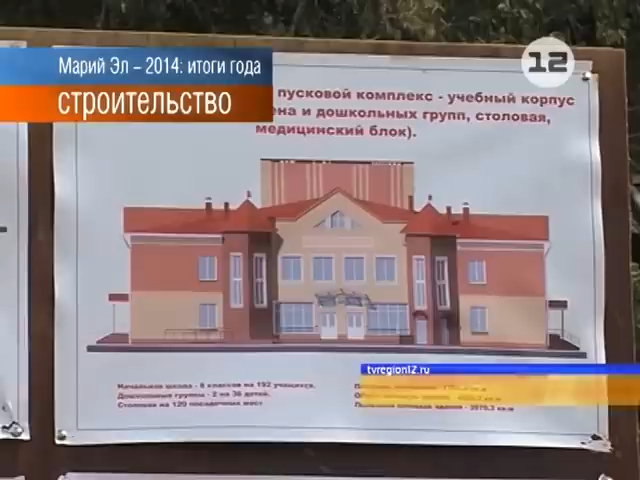 Марий Эл – 2014: итоги года
строительство
12
пусковой комплекс - учебный корпус
и дошкольных групп, столовая,
медицинский блок).
tvregion12.ru
Начальная школа - 8 классов на 192 учащихся.
Дошкольные группы - 2 на 36 детей.
Столовая на 120 посадочных мест